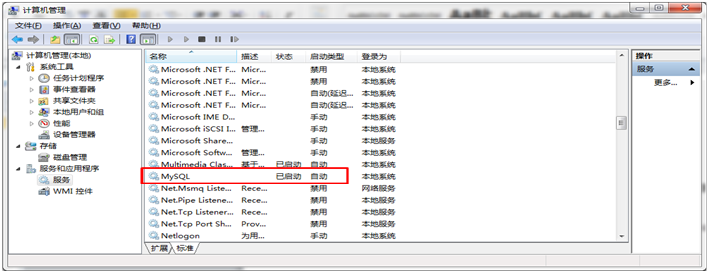 计算机管理
文件(F) 操作(A) 查看(V) 帮助(H)
计算机管理(本地)
系统工具
任务计划程序
事件查看器
共享文件夹
本地用户和组
性能
设备管理器
存储
磁盘管理
服务和应用程序
服务
WMI 控件
名称 描述 状态 启动类型 登录为
Microsoft .NET F... Micr... 禁用 本地系统
Microsoft .NET F... Micr... 禁用 本地系统
Microsoft .NET F... Micr... 自动(延迟... 本地系统
Microsoft .NET F... Micr... 自动(延迟... 本地系统
Microsoft IME D... 手动 本地系统
Microsoft iSCSI I... 管理... 手动 本地系统
Microsoft Share... 手动 本地服务
Microsoft Softw... 管理... 手动 本地系统
Multimedia Clas... 基于... 已启动 自动 本地系统
MySQL 已启动 自动 本地系统
Net.Msmq Liste... Rece... 禁用 网络服务
Net.Pipe Listene... Rece... 禁用 本地服务
Net.Tcp Listener... Rece... 禁用 本地服务
Net.Tcp Port Sh... Prov... 禁用 本地服务
Netlogon 为用... 手动 本地系统
扩展 标准
操作
服务
更多...